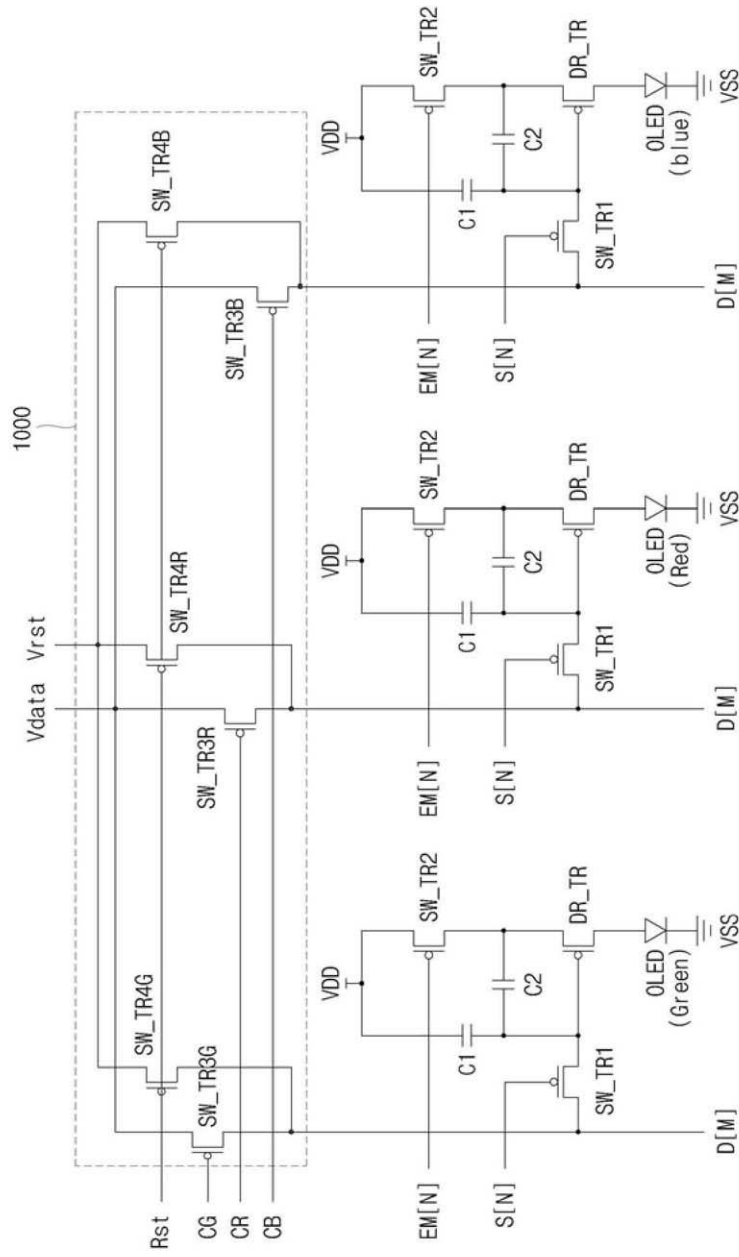 1000
Vdata
Vrst
Rst
CG
CR
CB
SW_TR4G
SW_TR3G
SW_TR4R
SW_TR3R
SW_TR4B
SW_TR3B
VDD
SW_TR2
C1
C2
DR_TR
SW_TR1
EM[N]
S[N]
D[M]
OLED
(Green)
VSS
VDD
SW_TR2
C1
C2
DR_TR
SW_TR1
EM[N]
S[N]
D[M]
OLED
(Red)
VSS
VDD
SW_TR2
C1
C2
DR_TR
SW_TR1
EM[N]
S[N]
D[M]
OLED
(blue)
VSS